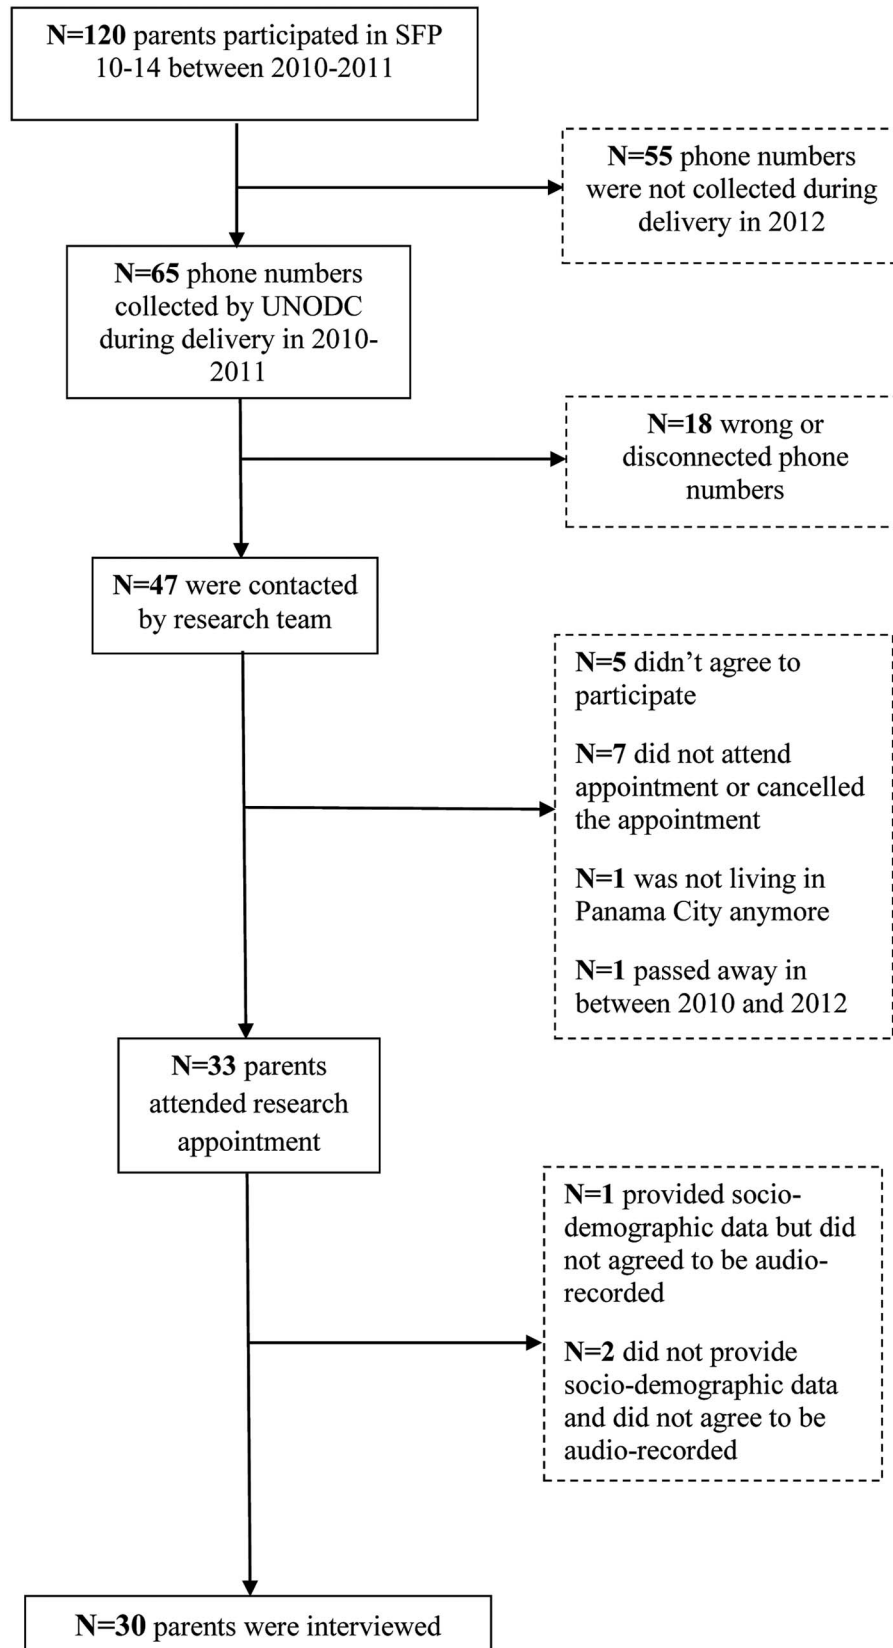 N=120 parents participated in SFP
10-14 between 2010-2011
N=55 phone numbers
were not collected during
delivery in 2012
N=65 phone numbers
collected by UNODC
during delivery in 2010-
2011
N=18 wrong or
disconnected phone
numbers
N=47 were contacted
by research team
N=5 didn’t agree to
participate
N=7 did not attend
appointment or cancelled
the appointment
N=1 was not living in
Panama City anymore
N=1 passed away in
between 2010 and 2012
N=33 parents
attended research
appointment
N=1 provided socio-
demographic data but did
not agreed to be audio-
recorded
N=2 did not provide
socio-demographic data
and did not agree to be
audio-recorded
N=30 parents were interviewed